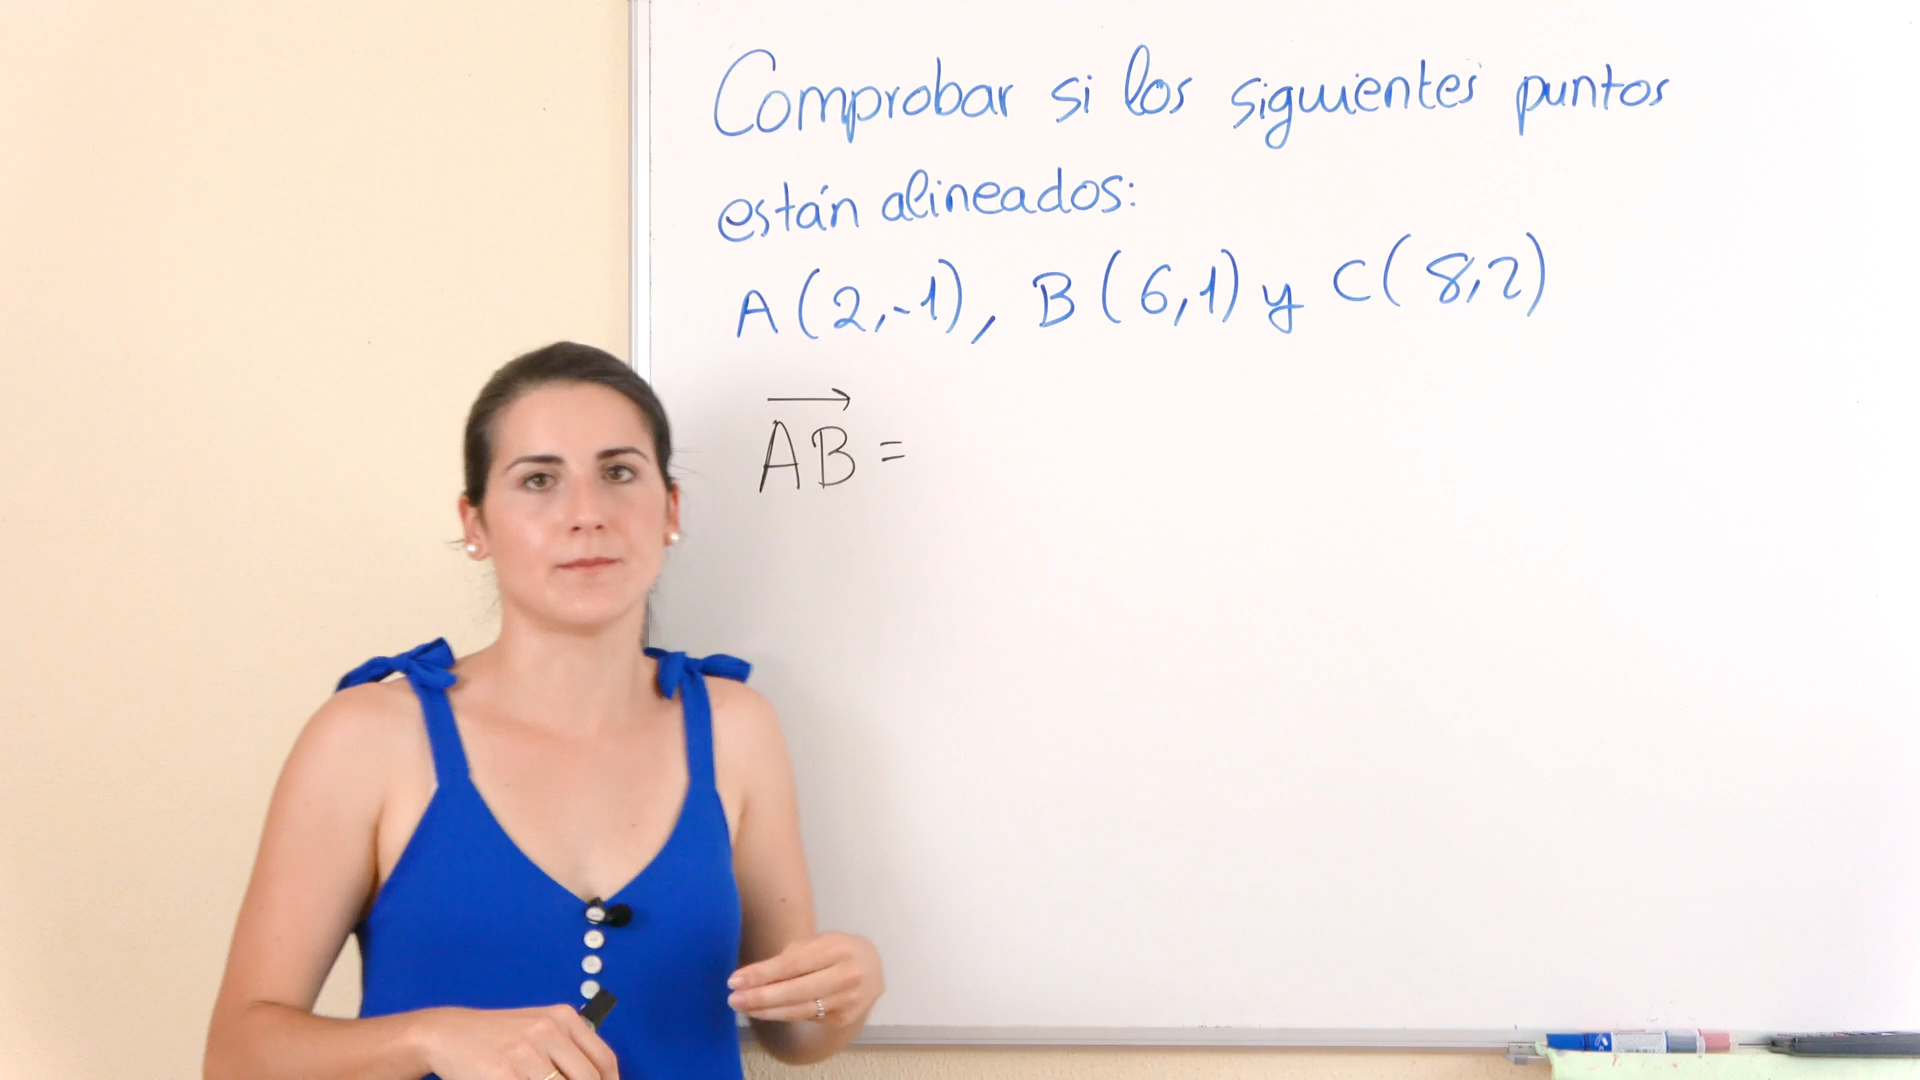 Comprobar si los siguientes puntos
están alineados:
A(2,-1), B(6,1) y C(8,2)
AB=